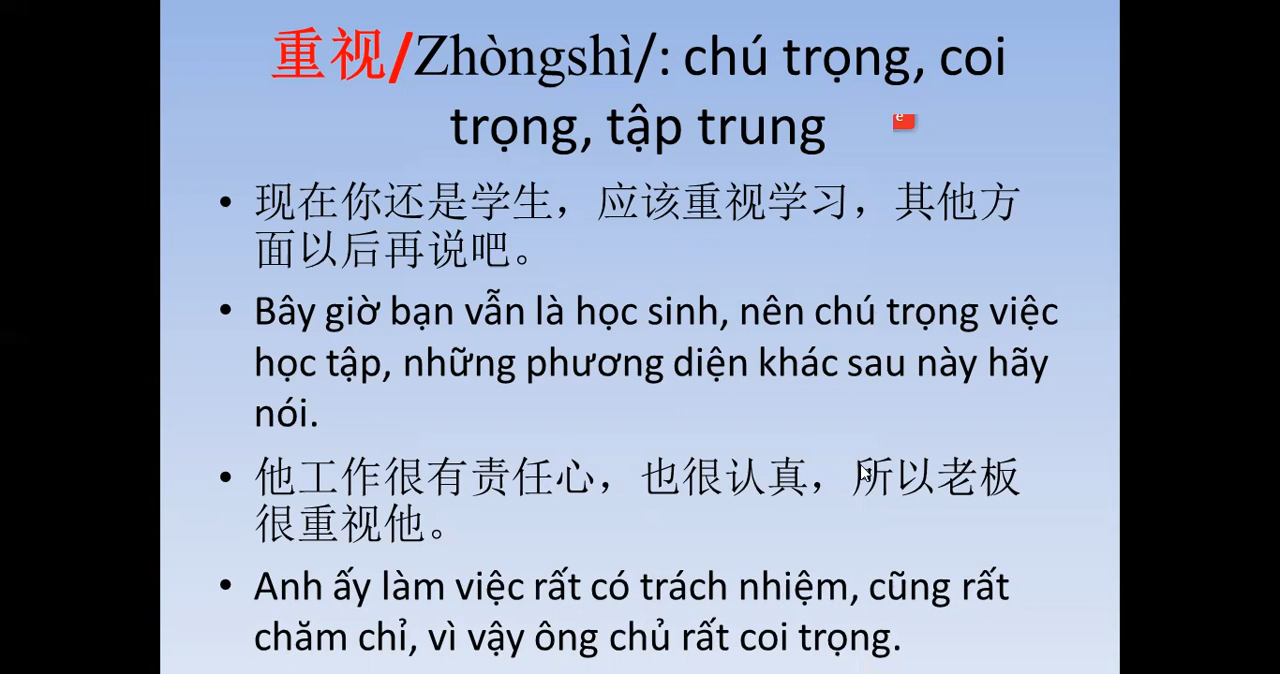 重视/Zhòngshì/: chú trọng, coi
trọng, tập trung
e
• 现在你还是学生，应该重视学习，其他方
面以后再说吧。
• Bây giờ bạn vẫn là học sinh, nên chú trọng việc
học tập, những phương diện khác sau này hãy
nói.
• 他工作很有责任心，也很认真，所以老板
很重视他。
• Anh ấy làm việc rất có trách nhiệm, cũng rất
chăm chỉ, vì vậy ông chủ rất coi trọng.